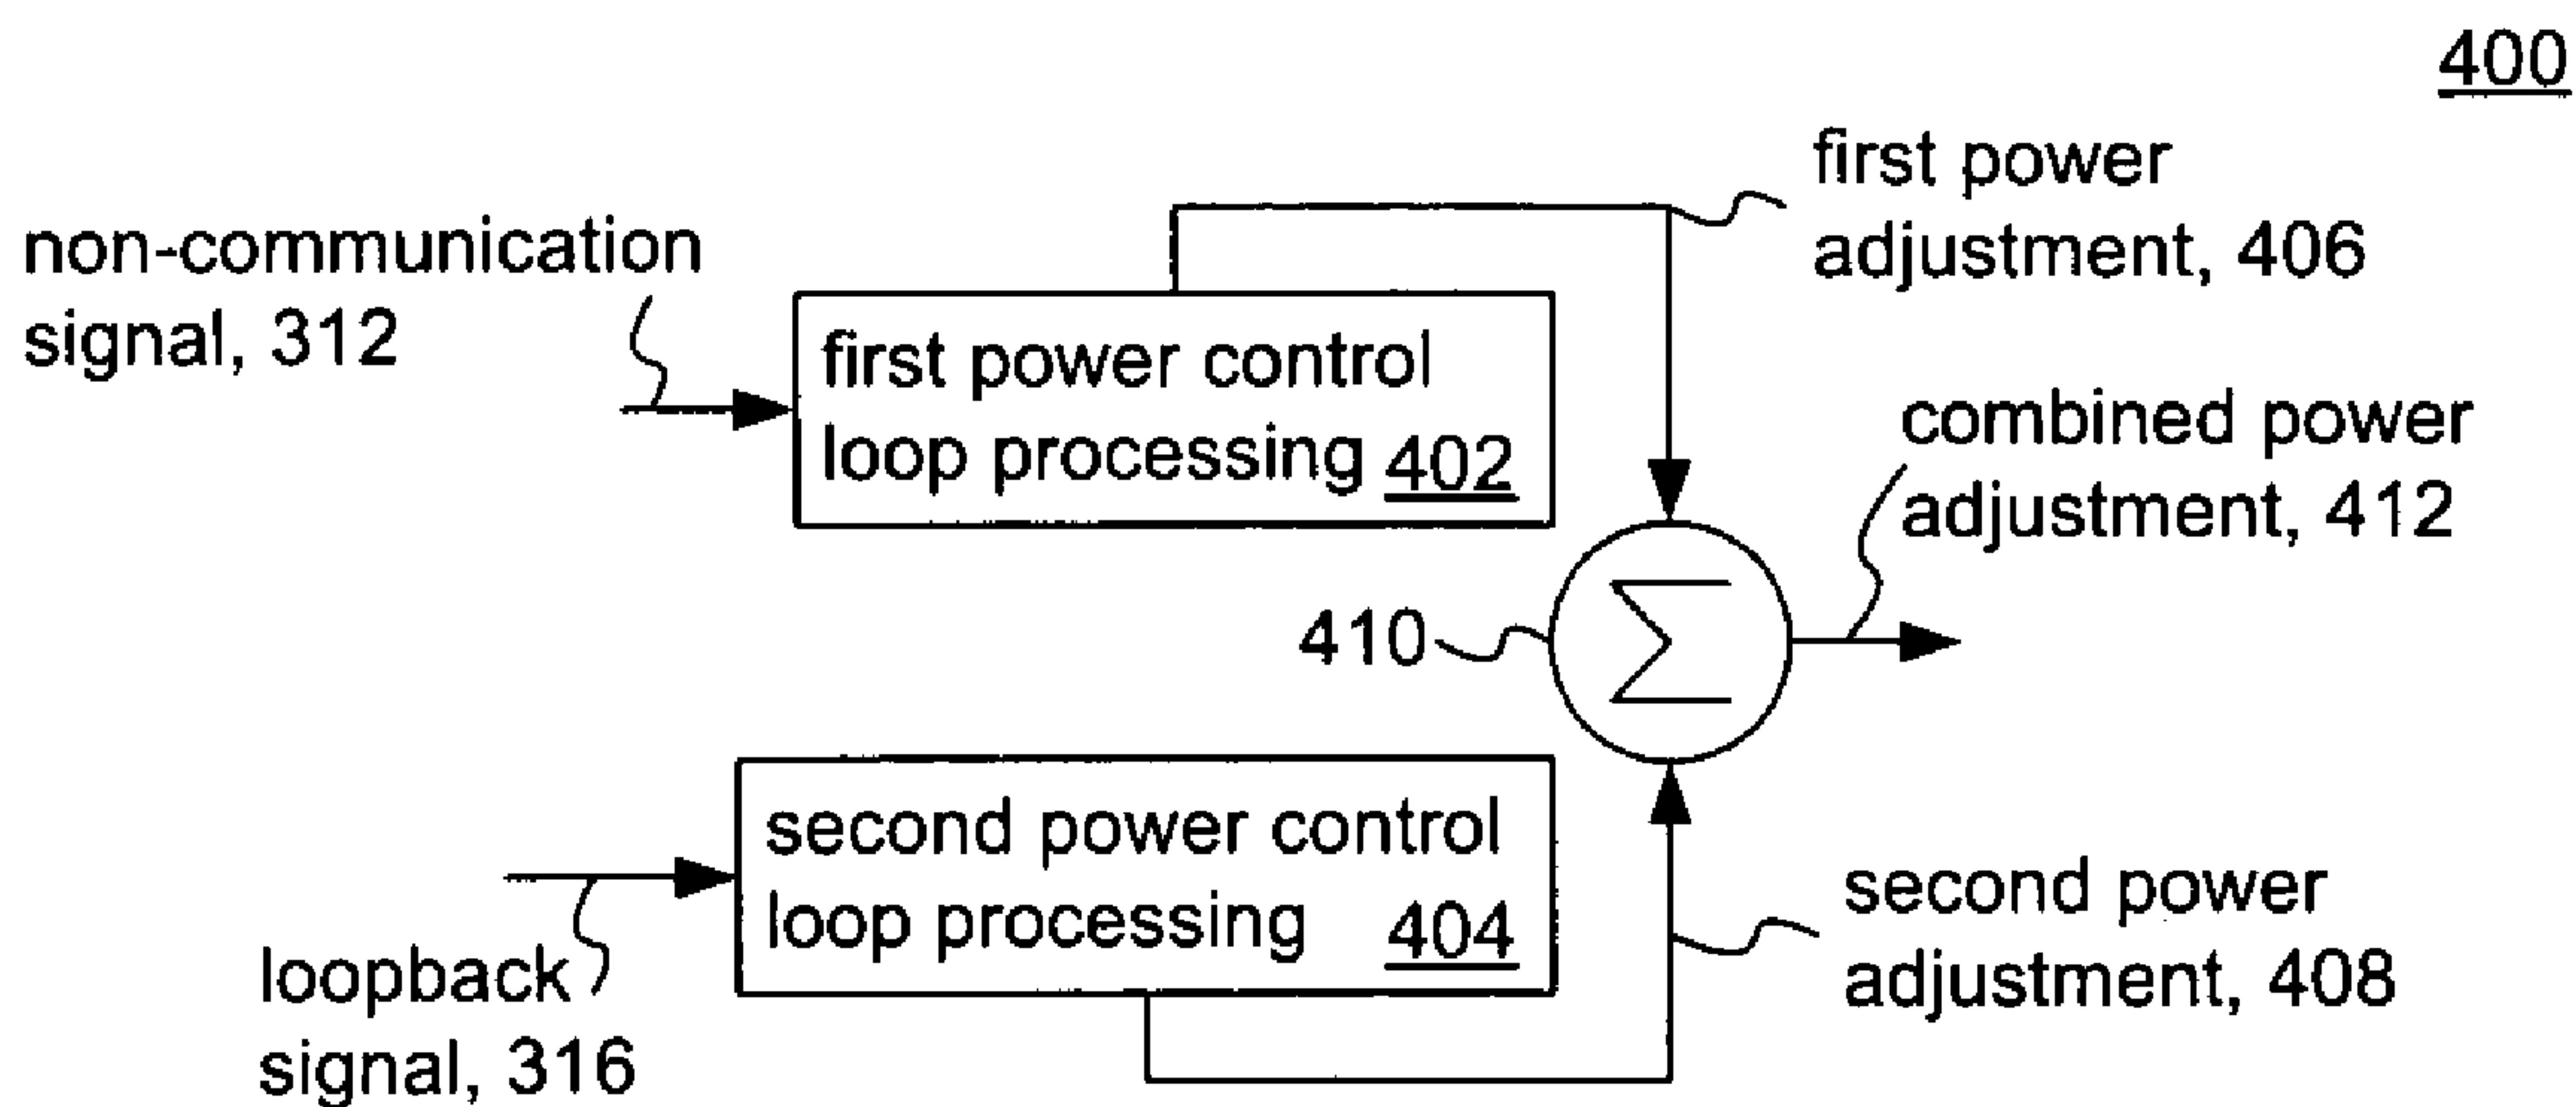 400
first power
adjustment, 406
non-communication
signal, 312
first power control
loop processing 402
combined power
adjustment, 412
410
Σ
second power control
loop processing 404
second power
adjustment, 408
loopback
signal, 316